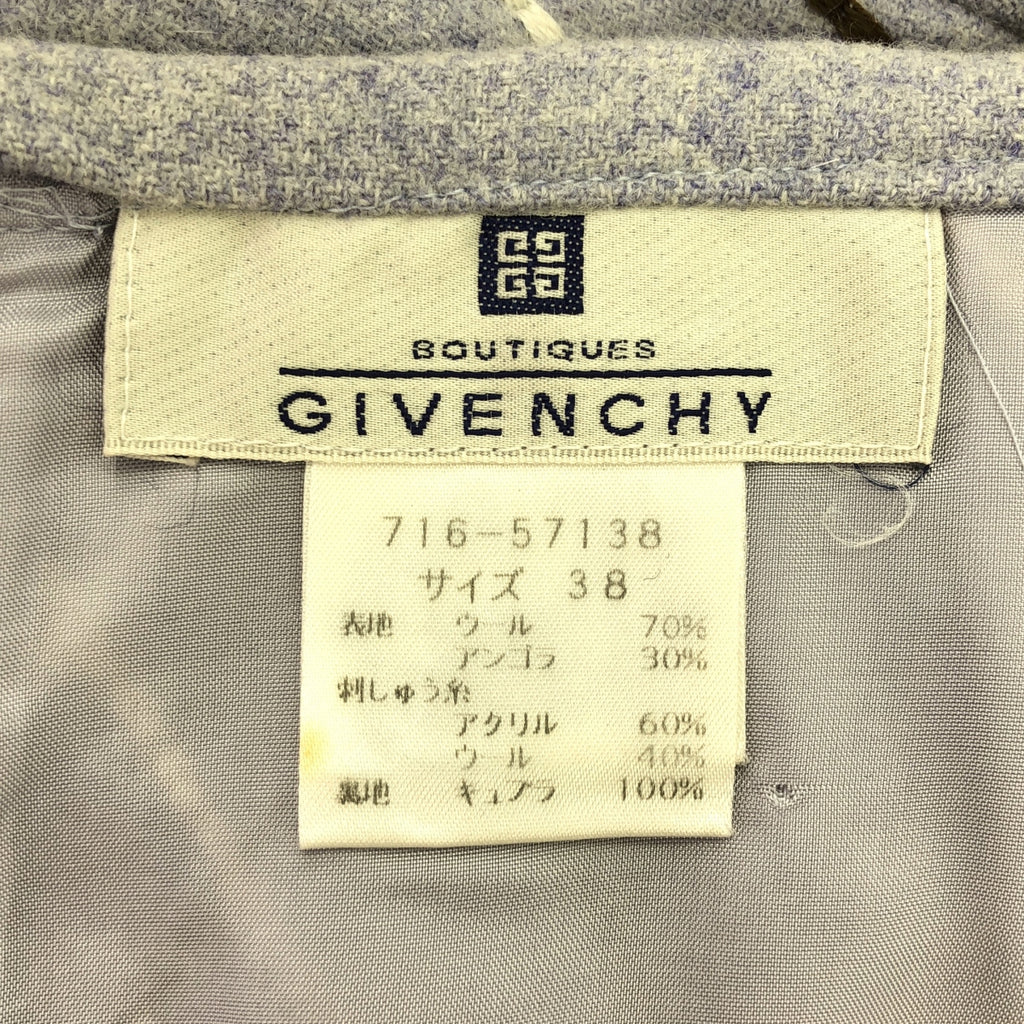 BOUTIQUES
GIVENCHY
716-57138
サイズ 38
表地 ウール 70%
アンゴラ 30%
刺しゅう糸
アクリル 60%
ウール 40%
裏地 キュプラ 100%